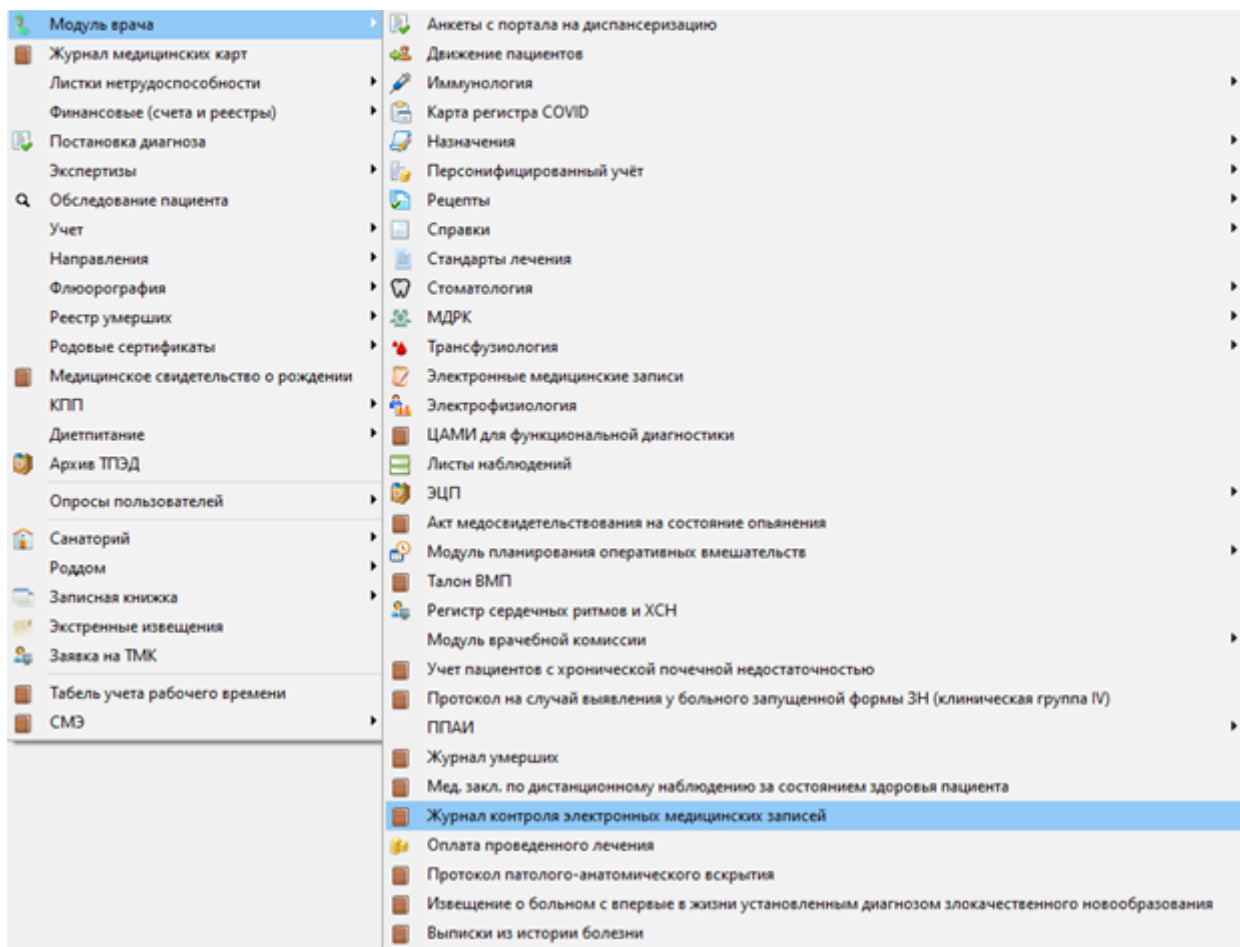 Модуль врача
Журнал медицинских карт
Листки нетрудоспособности
Финансовые (счета и реестры)
Постановка диагноза
Экспертизы
Обследование пациента
Учет
Направления
Флюорография
Реестр умерших
Родовые сертификаты
Медицинское свидетельство о рождении
КПП
Диетпитание
Архив ТПЭД
Опросы пользователей
Санаторий
Роддом
Записная книжка
Экстренные извещения
Заявка на ТМК
Табель учета рабочего времени
СМЭ
Анкеты с портала на диспансеризацию
Движение пациентов
Иммунология
Карта регистра COVID
Назначения
Персонифицированный учёт
Рецепты
Справки
Стандарты лечения
Стоматология
МДРК
Трансфузиология
Электронные медицинские записи
Электрофизиология
ЦАМИ для функциональной диагностики
Листы наблюдений
ЭЦП
Акт медосвидетельствования на состояние опьянения
Модуль планирования оперативных вмешательств
Талон ВМП
Регистр сердечных ритмов и ХСН
Модуль врачебной комиссии
Учет пациентов с хронической почечной недостаточностью
Протокол на случай выявления у больного запущенной формы ЗН (клиническая группа IV)
ППАИ
Журнал умерших
Мед. закл. по дистанционному наблюдению за состоянием здоровья пациента
Журнал контроля электронных медицинских записей
Оплата проведенного лечения
Протокол патолого-анатомического вскрытия
Извещение о больном с впервые в жизни установленным диагнозом злокачественного новообразования
Выписки из истории болезни